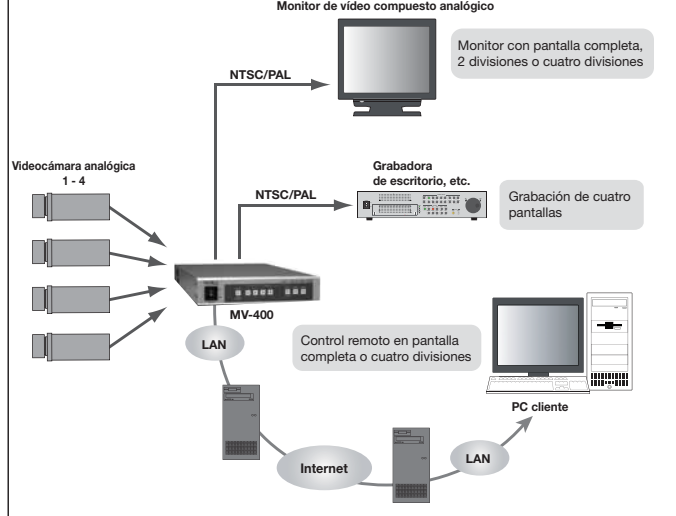 Monitor de vídeo compuesto analógico
Monitor con pantalla completa,
2 divisiones o cuatro divisiones
NTSC/PAL
Videocámara analógica
1 - 4
Grabadora
de escritorio, etc.
NTSC/PAL
Grabación de cuatro
pantallas
MV-400
LAN
Control remoto en pantalla
completa o cuatro divisiones
PC cliente
Internet
LAN